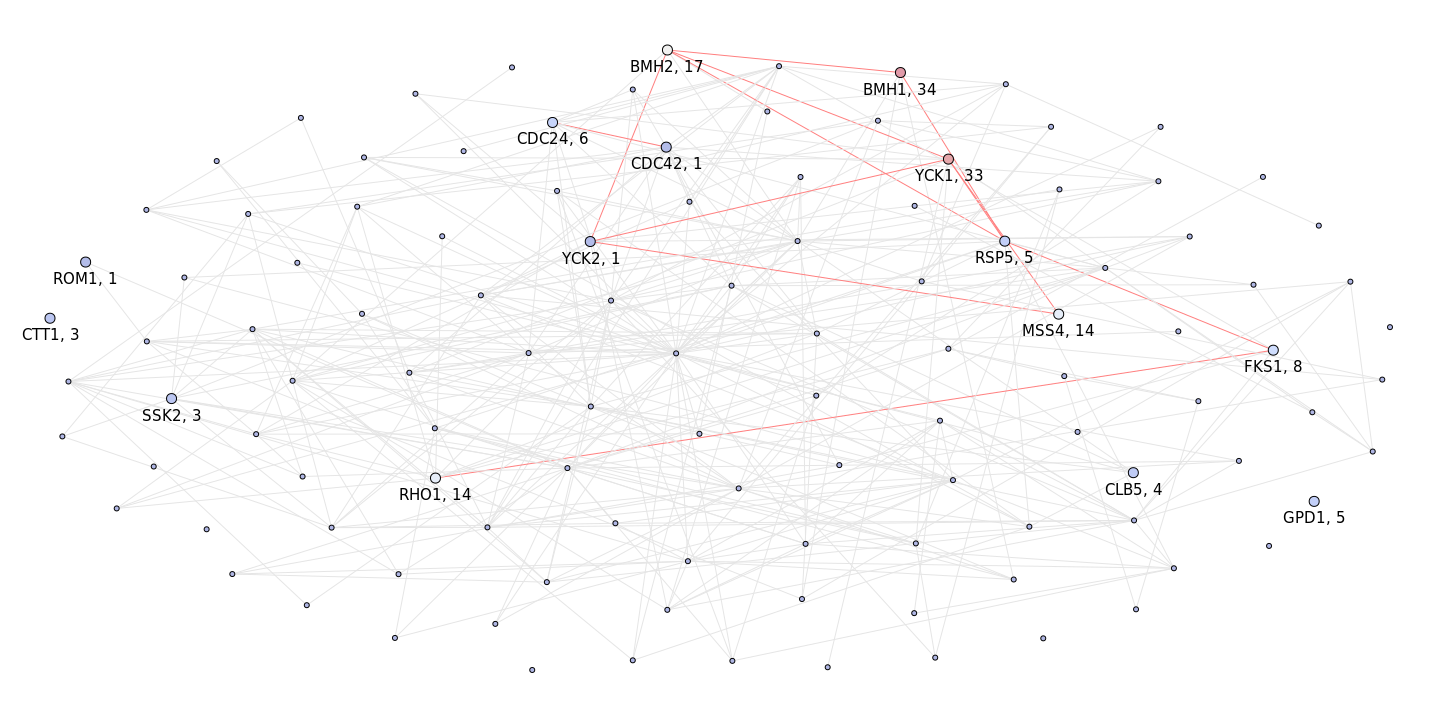 BMH2, 17
BMH1, 34
CDC24, 6
CDC42, 1
YCK1, 33
YCK2, 1
RSP5, 5
ROM1, 1
CTT1, 3
MSS4, 14
FKS1, 8
SSK2, 3
RHO1, 14
CLB5, 4
GPD1, 5